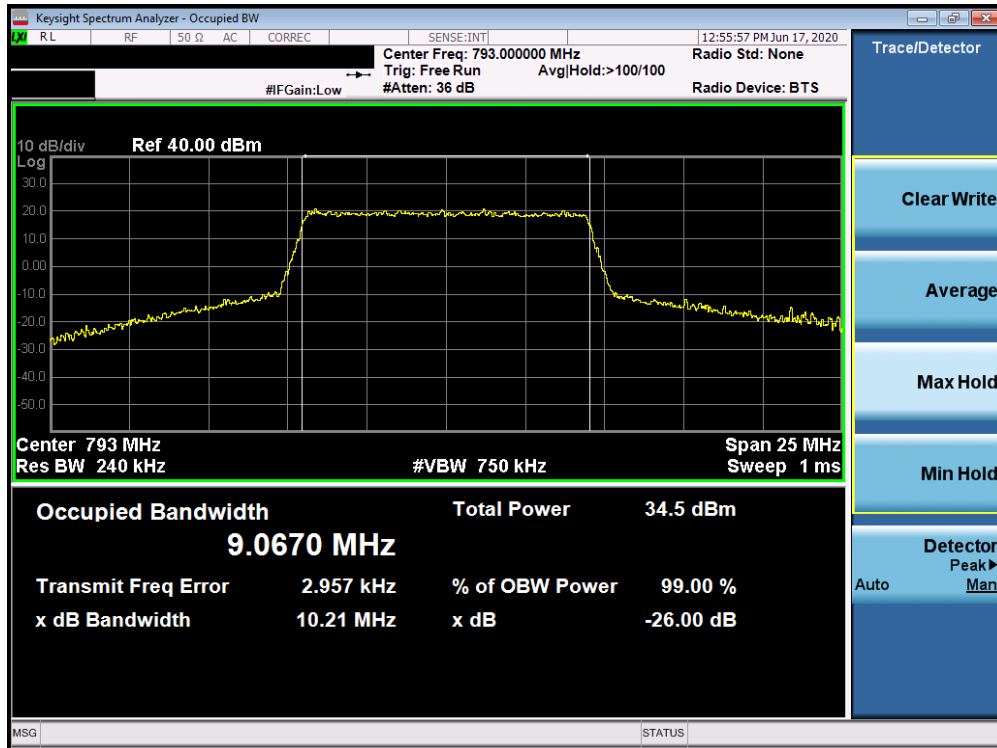 Keysight Spectrum Analyzer - Occupied BW
LXI RL RF 50 Ω AC CORREC SENSE:INT 12:55:57 PM Jun 17, 2020
Center Freq: 793.000000 MHz Radio Std: None
Trig: Free Run Avg|Hold:>100/100
#IFGain:Low #Atten: 36 dB Radio Device: BTS
10 dB/div Ref 40.00 dBm
Log
30.0
20.0
10.0
0.00
-10.0
-20.0
-30.0
-40.0
-50.0
Center 793 MHz Span 25 MHz
Res BW 240 kHz #VBW 750 kHz Sweep 1 ms
Occupied Bandwidth Total Power 34.5 dBm
9.0670 MHz
Transmit Freq Error 2.957 kHz % of OBW Power 99.00 %
x dB Bandwidth 10.21 MHz x dB -26.00 dB
MSG STATUS
Trace/Detector
Clear Write
Average
Max Hold
Min Hold
Detector
Peak▶
Auto Man